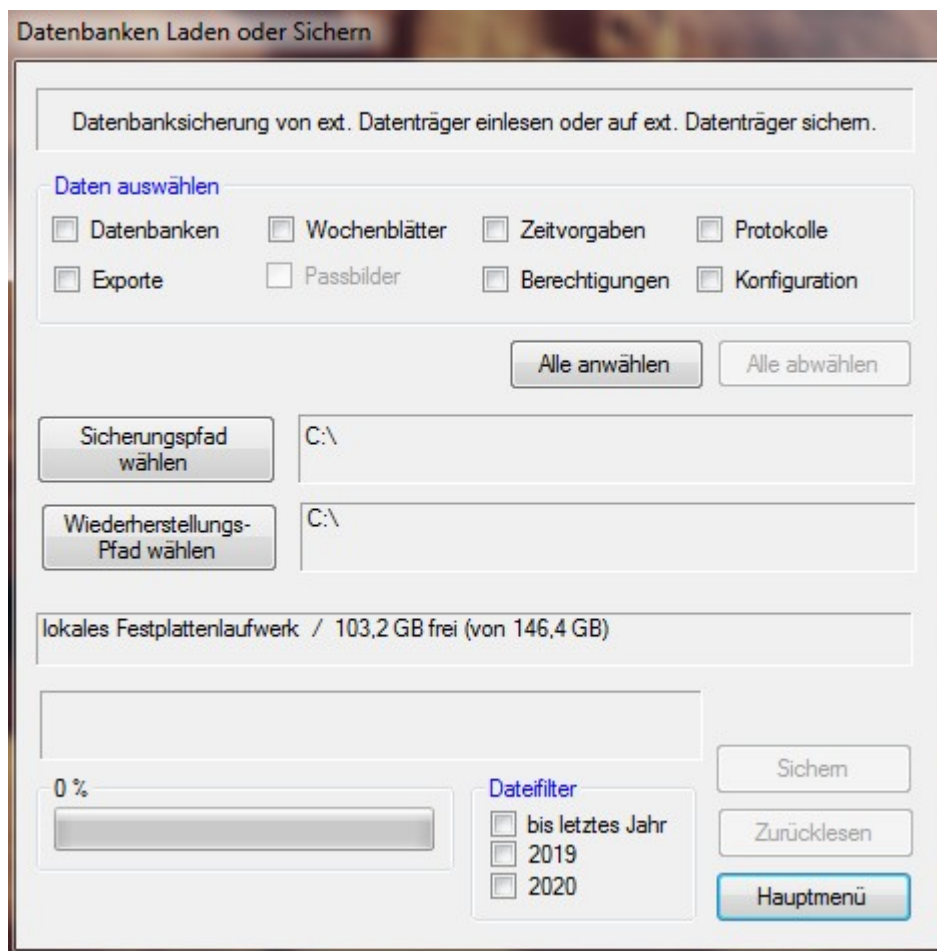 Datenbanken Laden oder Sichern
Datenbanksicherung von ext. Datenträger einlesen oder auf ext. Datenträger sichern.
Daten auswählen
Datenbanken Wochenblätter Zeitvorgaben Protokolle
Exporte Passbilder Berechtigungen Konfiguration
Alle anwählen Alle abwählen
Sicherungspfad
wählen
C:\
Wiederherstellungs-
Pfad wählen
C:\
lokales Festplattenlaufwerk / 103,2 GB frei (von 146,4 GB)
0 %
Dateifilter
bis letztes Jahr
2019
2020
Sichern
Zurücklesen
Hauptmenü